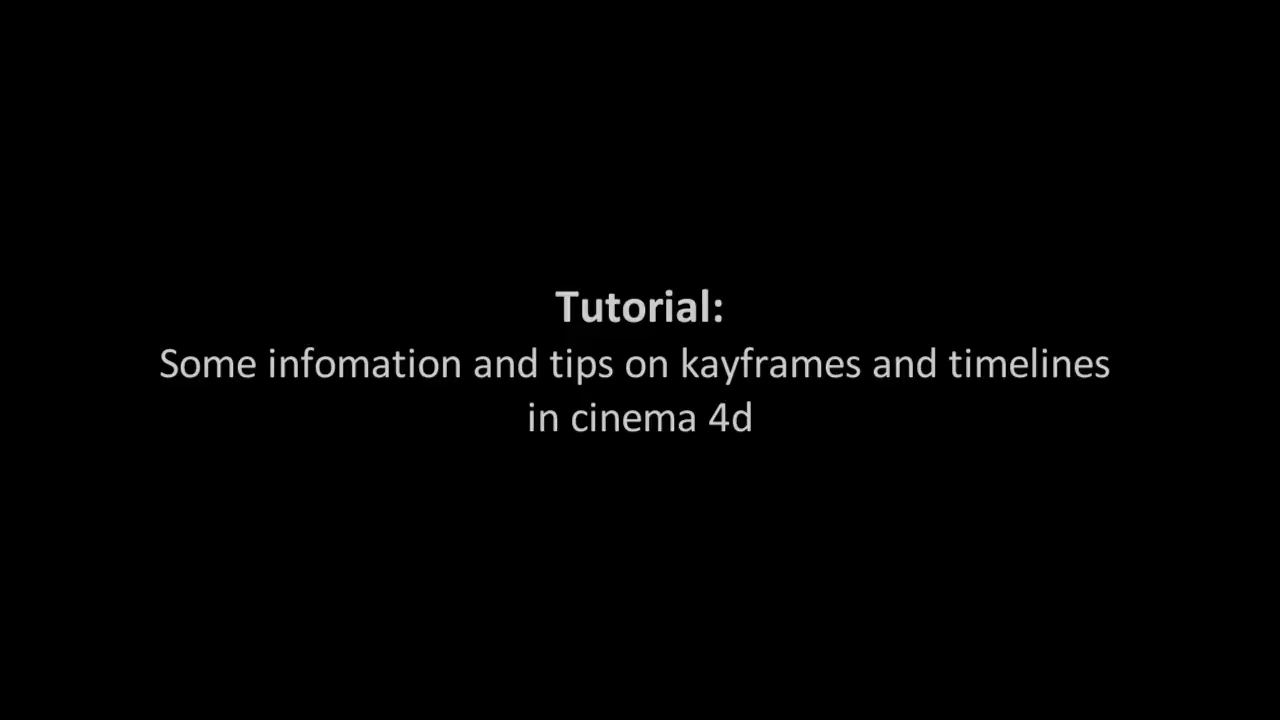 Tutorial:
Some infomation and tips on kayframes and timelines
in cinema 4d